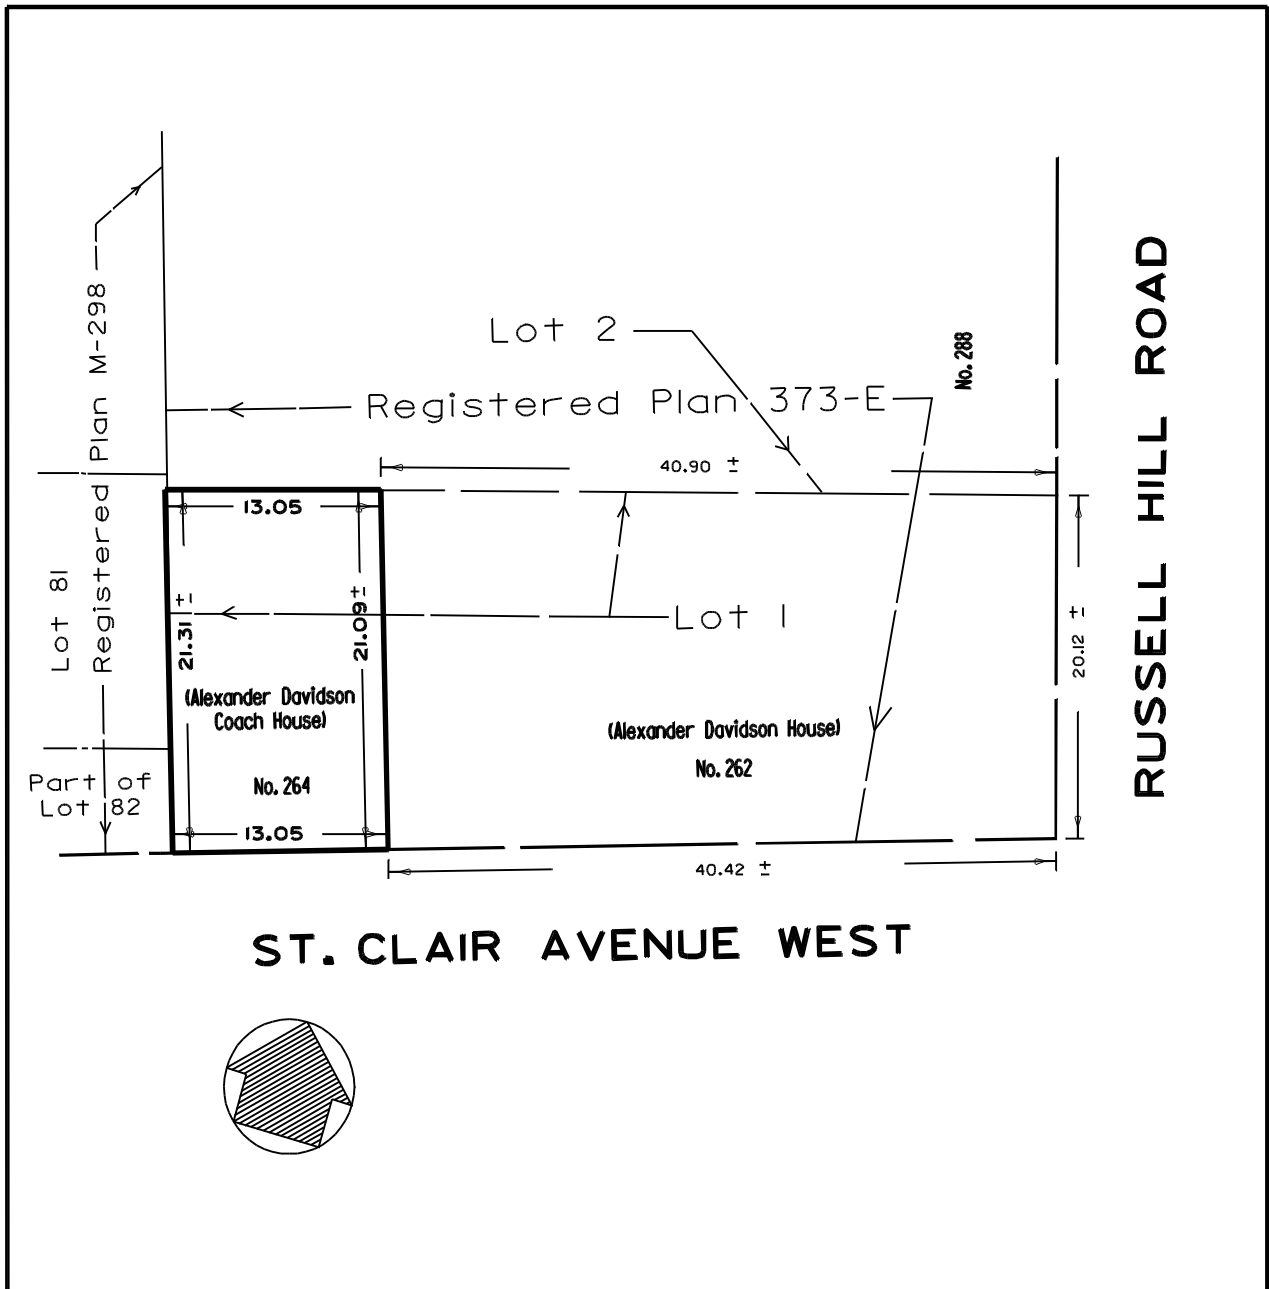 Lot 2
No. 288
Registered Plan 373-E
Registered Plan M-298
40.90 ±
13.05
RUSSELL HILL ROAD
Lot 81
21.31 ±
21.09 ±
Lot 1
20.12 ±
(Alexander Davidson
Coach House)
No. 264
(Alexander Davidson House)
No. 262
Part of
Lot 82
13.05
40.42 ±
ST. CLAIR AVENUE WEST